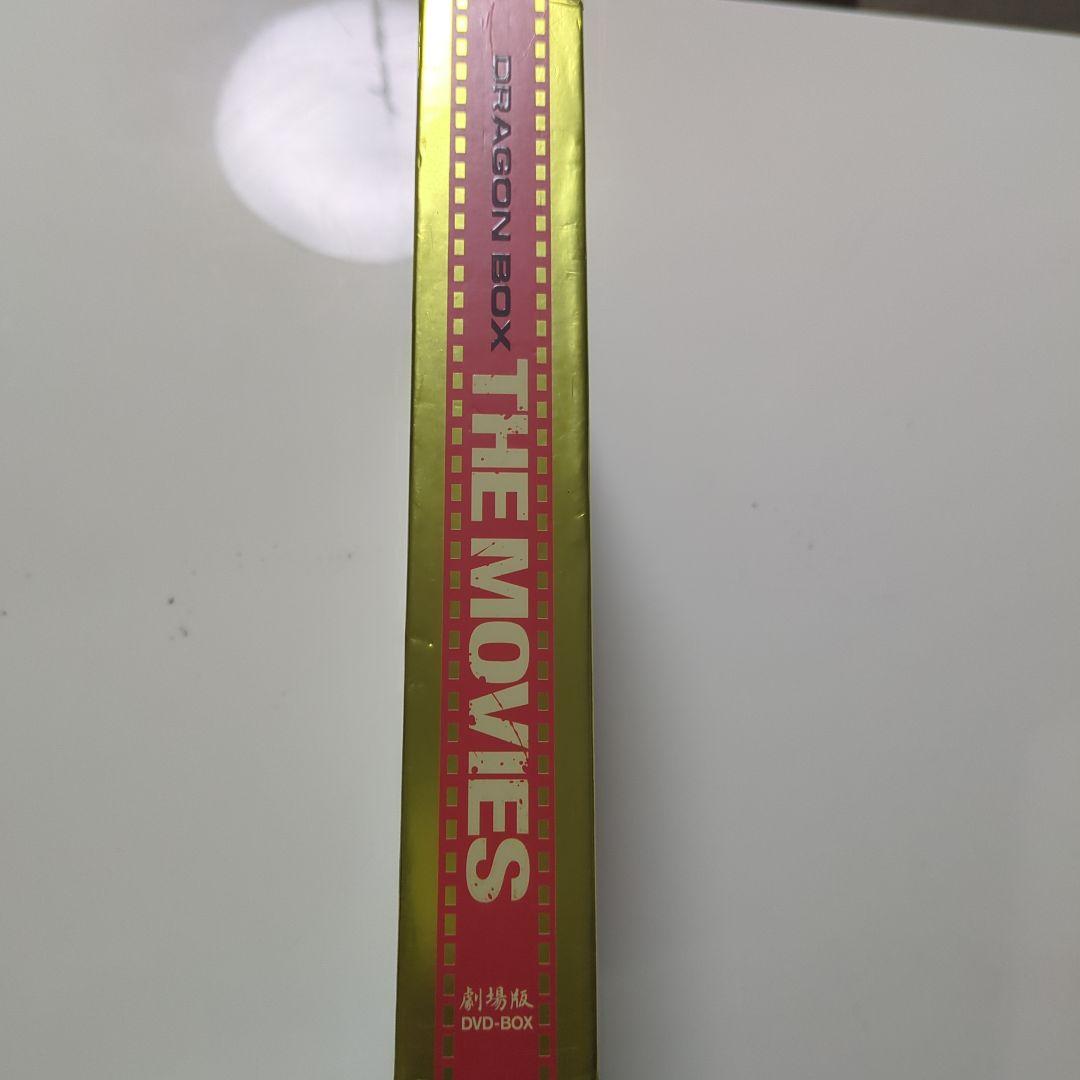 DRAGON BOX
THE MOVIES
劇場版
DVD-BOX